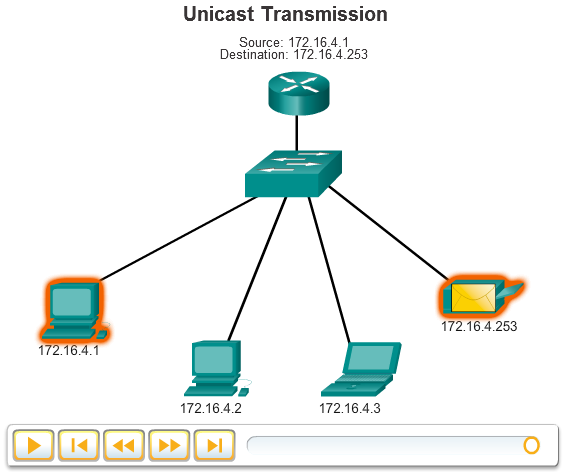 Unicast Transmission
Source: 172.16.4.1
Destination: 172.16.4.253
172.16.4.253
172.16.4.1
172.16.4.2
172.16.4.3